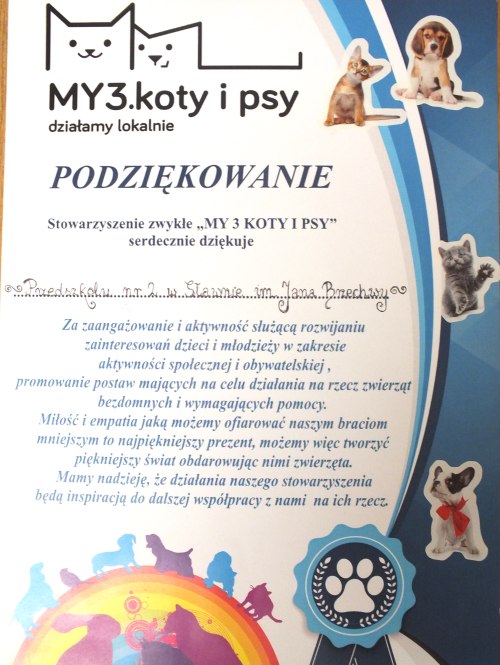 MY3.koty i psy
działamy lokalnie
PODZIĘKOWANIE
Stowarzyszenie zwykłe „MY 3 KOTY I PSY”
serdecznie dziękuje
Przedszkolu nr 2 w Sławnie im. Jana Brzechwy
Za zaangażowanie i aktywność służącą rozwijaniu
zainteresowań dzieci i młodzieży w zakresie
aktywności społecznej i obywatelskiej ,
promowanie postaw mających na celu działania na rzecz zwierząt
bezdomnych i wymagających pomocy.
Miłość i empatia jaką możemy ofiarować naszym braciom
mniejszym to najpiękniejszy prezent, możemy więc tworzyć
piękniejszy świat obdarowując nimi zwierzęta.
Mamy nadzieję, że działania naszego stowarzyszenia
będą inspiracją do dalszej współpracy z nami na ich rzecz.